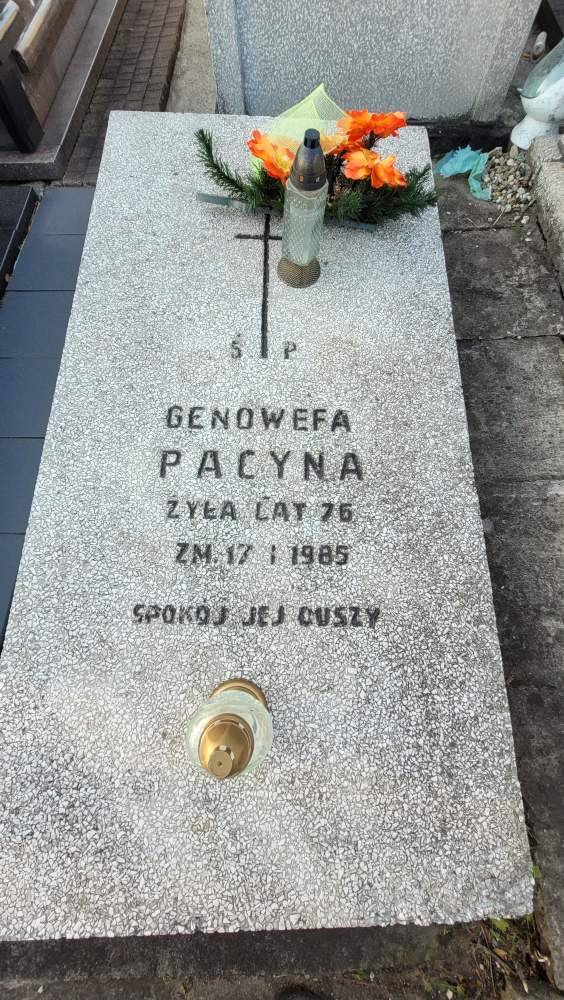 Ś P
GENOWEFA
PACYNA
ŻYŁA LAT 76
ZM. 17 I 1985
SPOKÓJ JEJ DUSZY